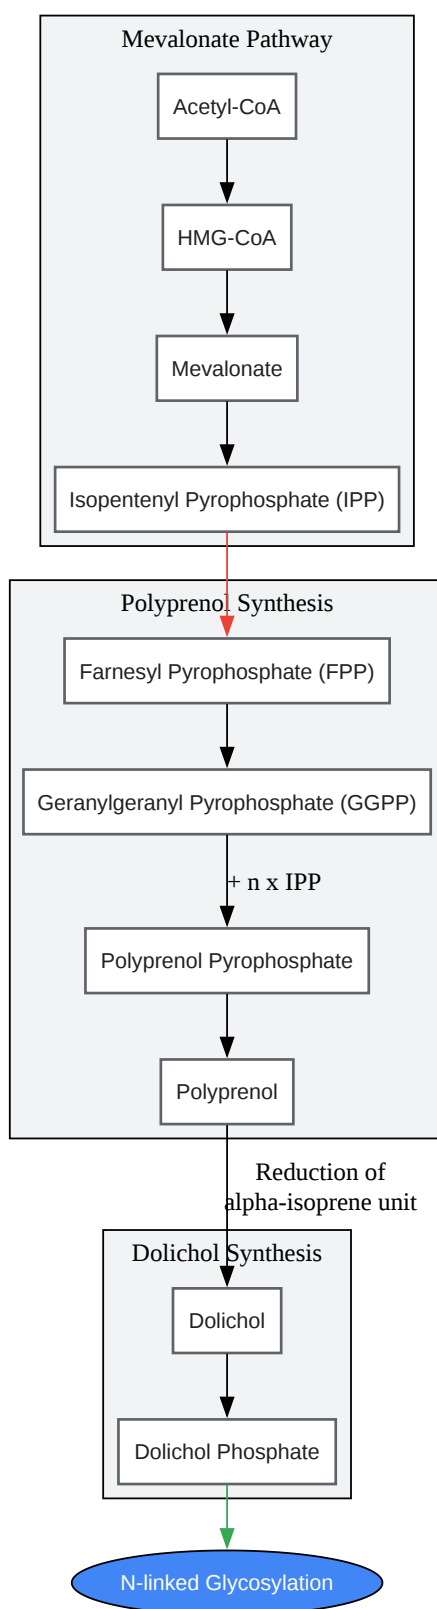 Mevalonate Pathway
Acetyl-CoA
HMG-CoA
Mevalonate
Isopentenyl Pyrophosphate (IPP)
Polyprenol Synthesis
Farnesyl Pyrophosphate (FPP)
Geranylgeranyl Pyrophosphate (GGPP)
+ n x IPP
Polyprenol Pyrophosphate
Polyprenol
Reduction of
alpha-isoprene unit
Dolichol Synthesis
Dolichol
Dolichol Phosphate
N-linked Glycosylation